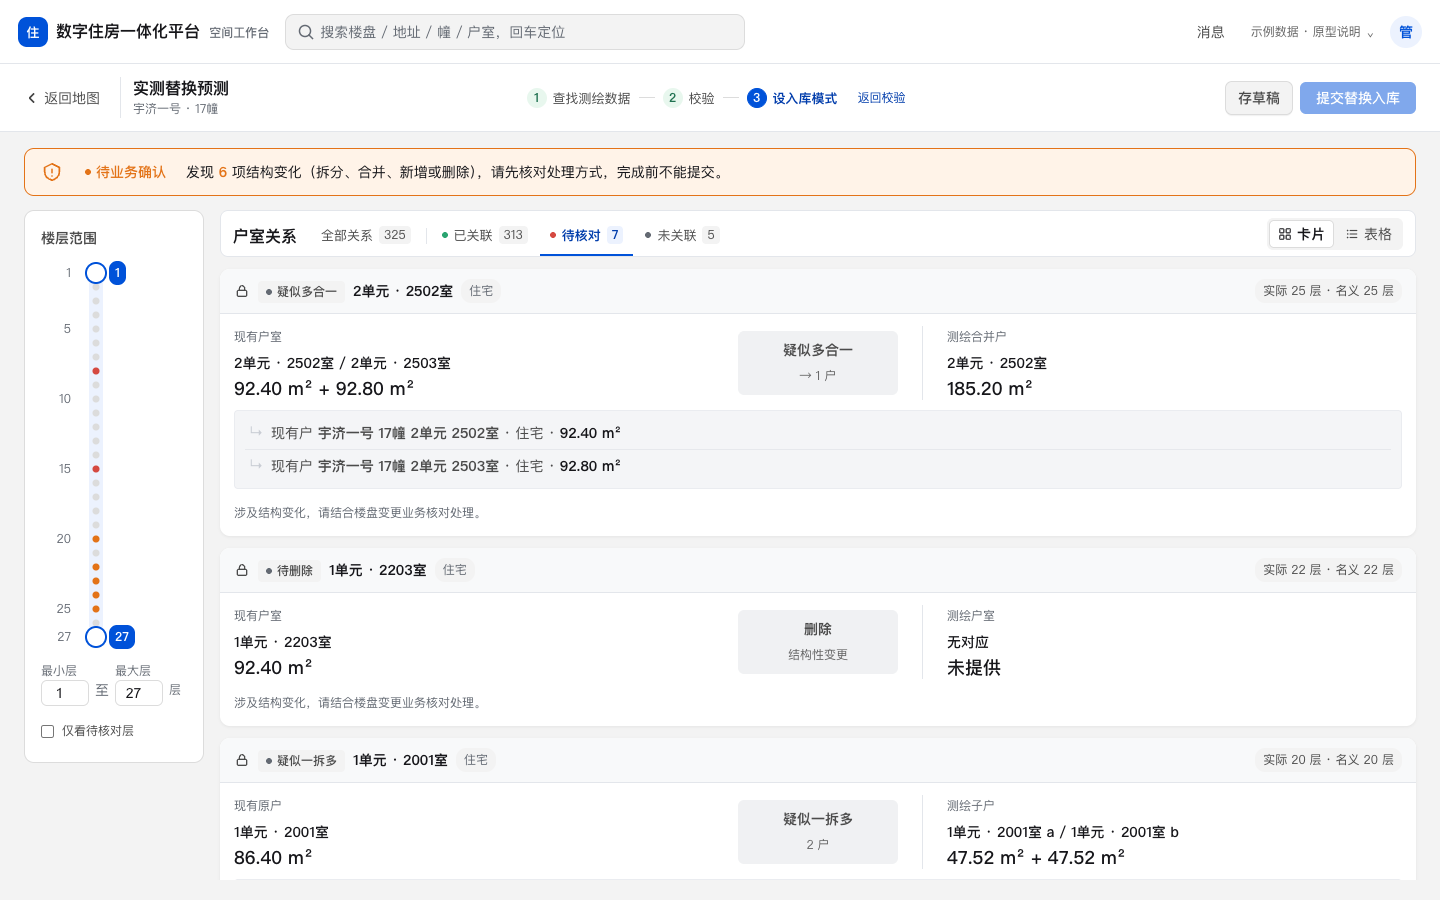 住 数字住房一体化平台 空间工作台 搜索楼盘 / 地址 / 幢 / 户室，回车定位 消息 示例数据 · 原型说明 管
返回地图 实测替换预测 1 查找测绘数据 2 校验 3 设入库模式 返回校验 存草稿 提交替换入库
宇济一号 · 17幢
待业务确认 发现 6 项结构变化（拆分、合并、新增或删除），请先核对处理方式，完成前不能提交。
楼层范围
1 1
5
10
15
20
25
27 27
最小层 最大层
1 至 27 层
仅看待核对层
户室关系 全部关系 325 已关联 313 待核对 7 未关联 5 卡片 表格
疑似多合一 2单元 · 2502室 住宅 实际 25 层 · 名义 25 层
现有户室 疑似多合一 测绘合并户
2单元 · 2502室 / 2单元 · 2503室 → 1 户 2单元 · 2502室
92.40 m² + 92.80 m² 185.20 m²
现有户 宇济一号 17幢 2单元 2502室 · 住宅 · 92.40 m²
现有户 宇济一号 17幢 2单元 2503室 · 住宅 · 92.80 m²
涉及结构变化，请结合楼盘变更业务核对处理。
待删除 1单元 · 2203室 住宅 实际 22 层 · 名义 22 层
现有户室 删除 测绘户室
1单元 · 2203室 结构性变更 无对应
92.40 m² 未提供
涉及结构变化，请结合楼盘变更业务核对处理。
疑似一拆多 1单元 · 2001室 住宅 实际 20 层 · 名义 20 层
现有原户 疑似一拆多 测绘子户
1单元 · 2001室 2 户 1单元 · 2001室 a / 1单元 · 2001室 b
86.40 m² 47.52 m² + 47.52 m²